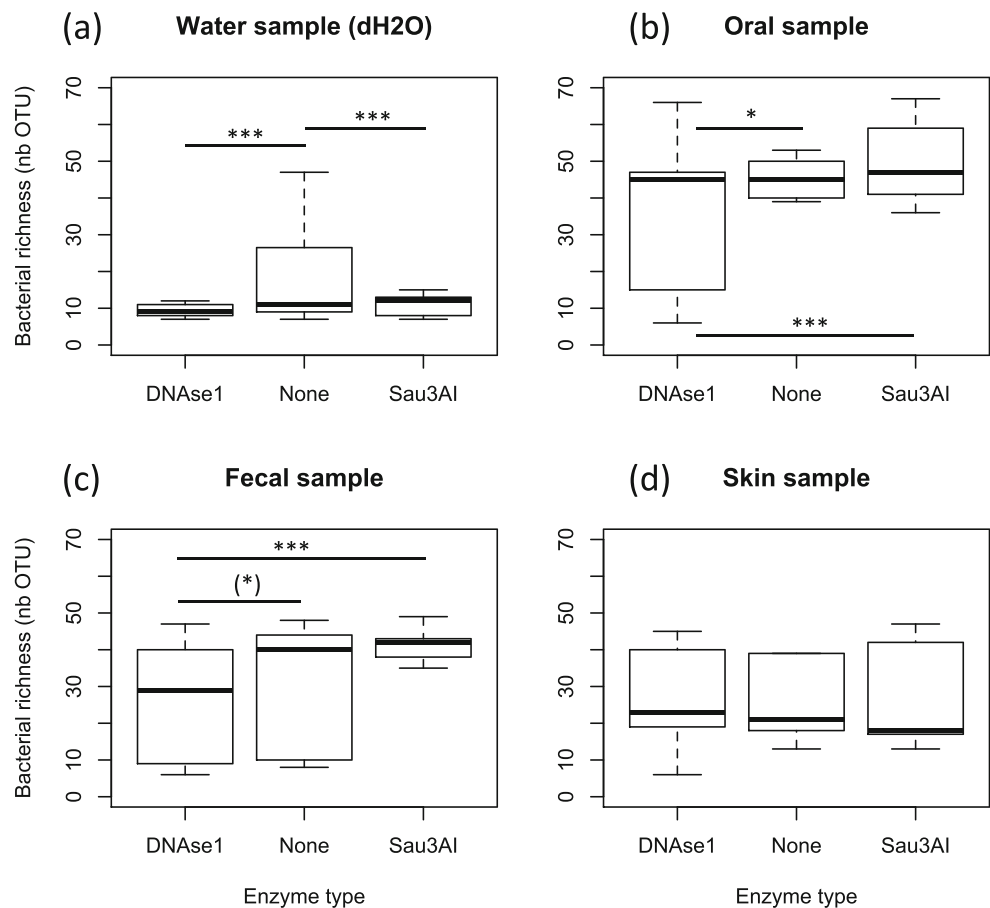 (a) Water sample (dH2O)
Bacterial richness (nb OTU)
70
50
30
10
0
***
***
DNAse1 None Sau3AI
(b) Oral sample
70
50
30
10
0
*
***
DNAse1 None Sau3AI
(c) Fecal sample
Bacterial richness (nb OTU)
70
50
30
10
0
***
(*)
DNAse1 None Sau3AI
Enzyme type
(d) Skin sample
70
50
30
10
0
DNAse1 None Sau3AI
Enzyme type